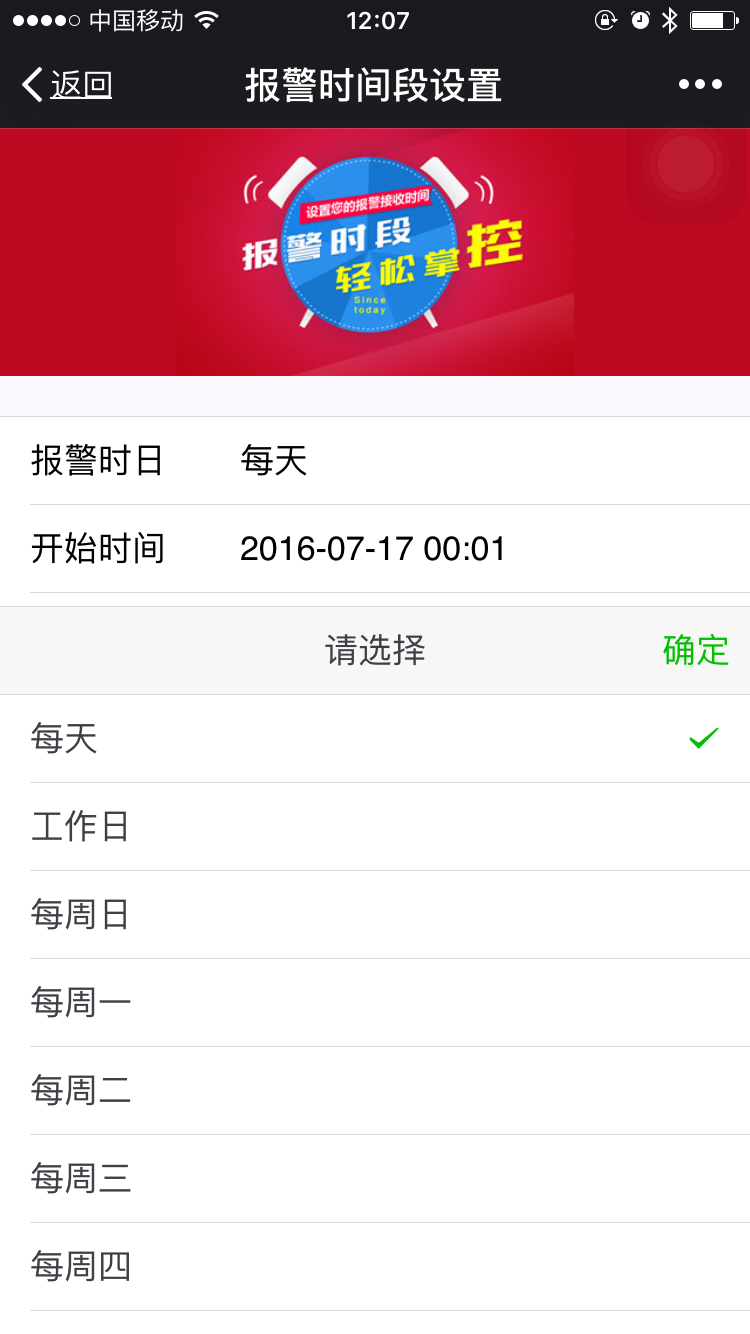 中国移动 12:07
返回 报警时间段设置
设置您的报警接收时间
报警时段
轻松掌控
Since
today
报警时日 每天
开始时间 2016-07-17 00:01
请选择 确定
每天
工作日
每周日
每周一
每周二
每周三
每周四